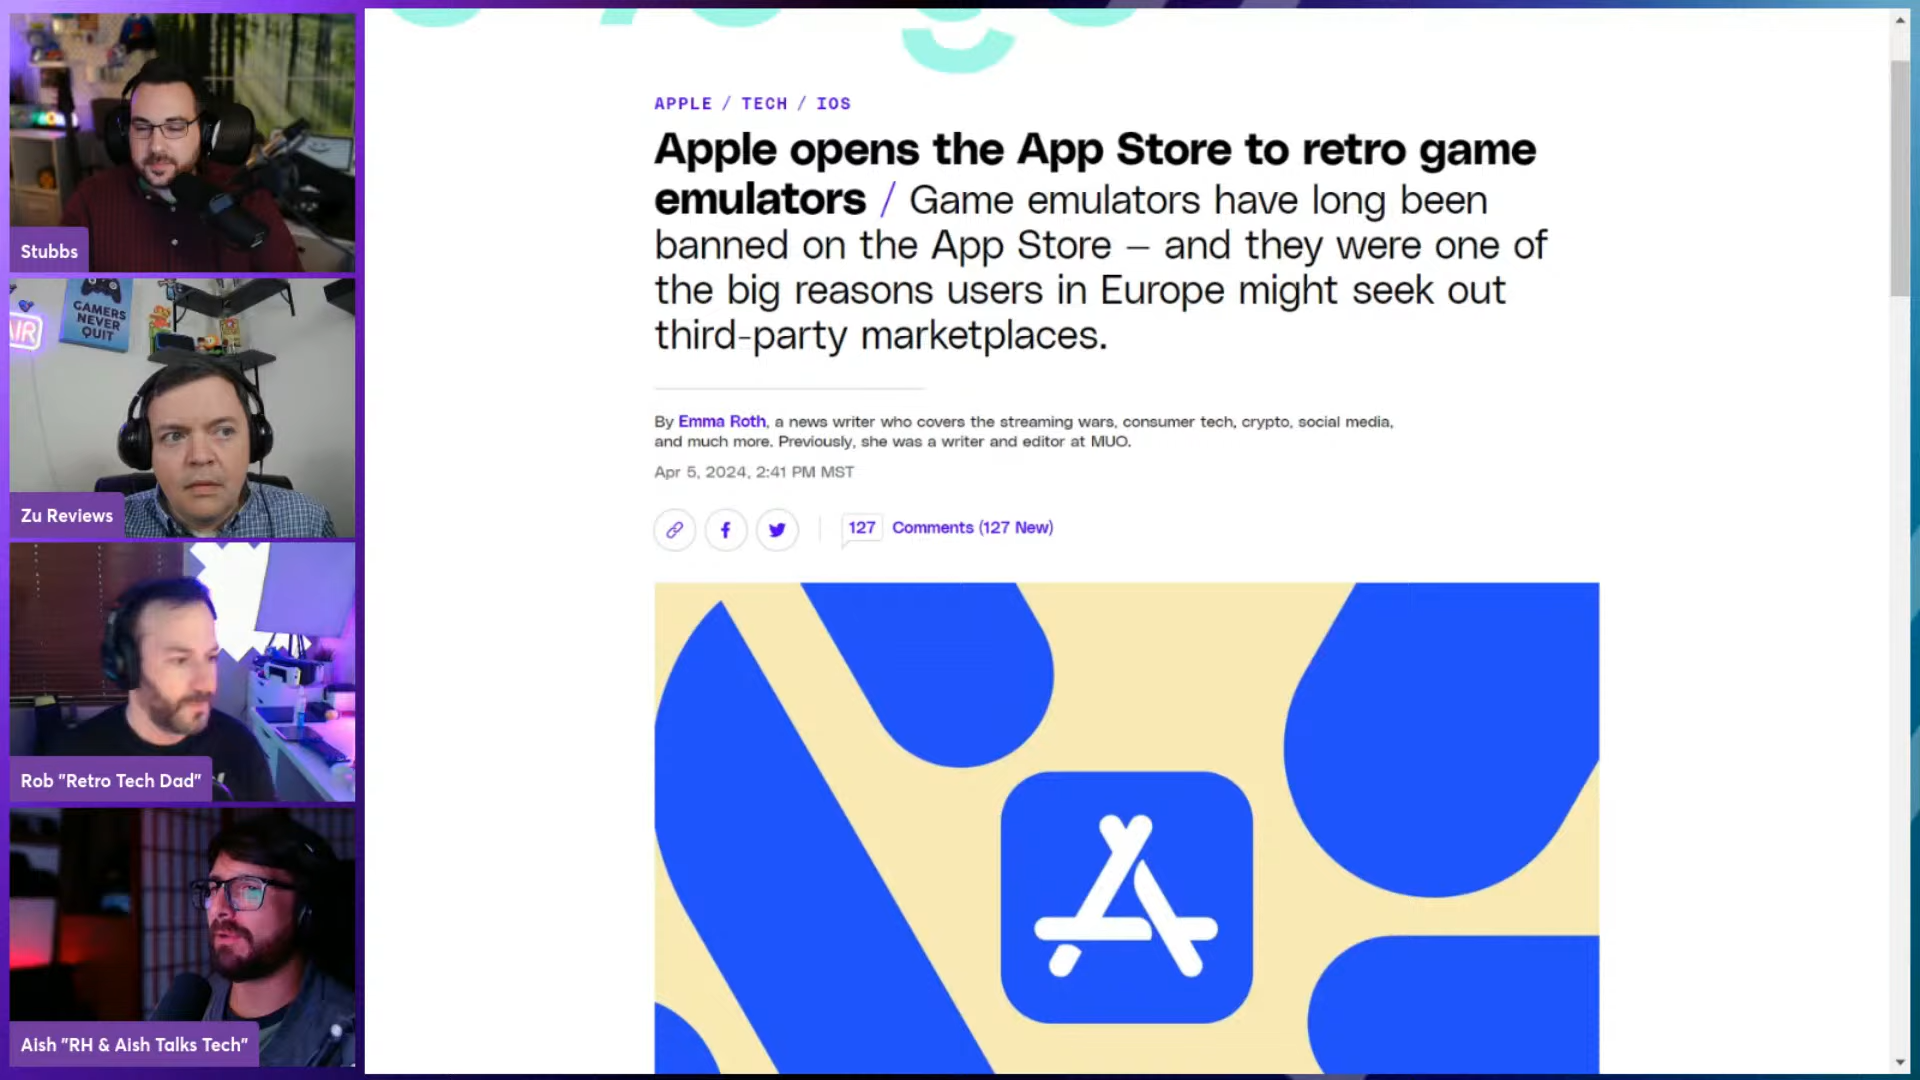 Stubbs
AIR
GAMERS
NEVER
QUIT
Zu Reviews
Rob "Retro Tech Dad"
Aish "RH & Aish Talks Tech"
APPLE / TECH / IOS
Apple opens the App Store to retro game
emulators / Game emulators have long been
banned on the App Store — and they were one of
the big reasons users in Europe might seek out
third-party marketplaces.
By Emma Roth, a news writer who covers the streaming wars, consumer tech, crypto, social media,
and much more. Previously, she was a writer and editor at MUO.
Apr 5, 2024, 2:41 PM MST
127 Comments (127 New)